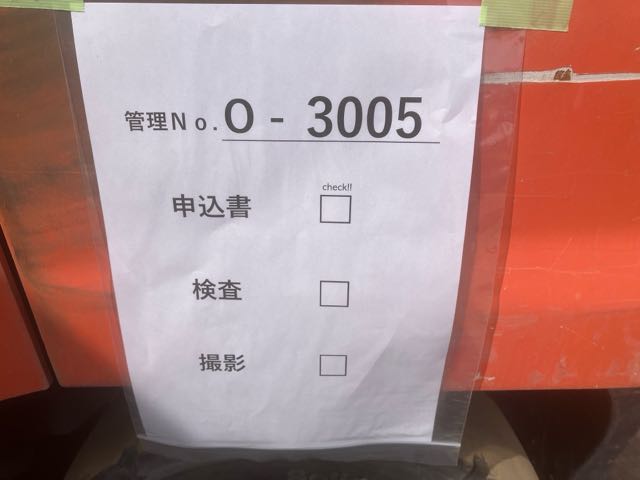 管理No. O - 3005
check!!
申込書 □
検査 □
撮影 □